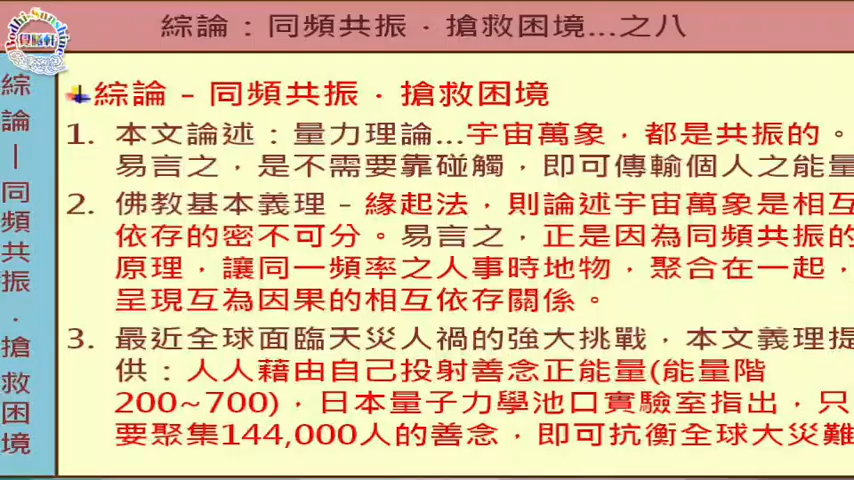 綜論：同頻共振．搶救困境...之八
Bodhi-Sunshine
覺曦軒
綜論－同頻共振．搶救困境
綜論－同頻共振．搶救困境
1. 本文論述：量力理論...宇宙萬象，都是共振的。
易言之，是不需要靠碰觸，即可傳輸個人之能量
2. 佛教基本義理－緣起法，則論述宇宙萬象是相互
依存的密不可分。易言之，正是因為同頻共振的
原理，讓同一頻率之人事時地物，聚合在一起，
呈現互為因果的相互依存關係。
3. 最近全球面臨天災人禍的強大挑戰，本文義理提
供：人人藉由自己投射善念正能量(能量階
200~700)，日本量子力學池口實驗室指出，只
要聚集144,000人的善念，即可抗衡全球大災難